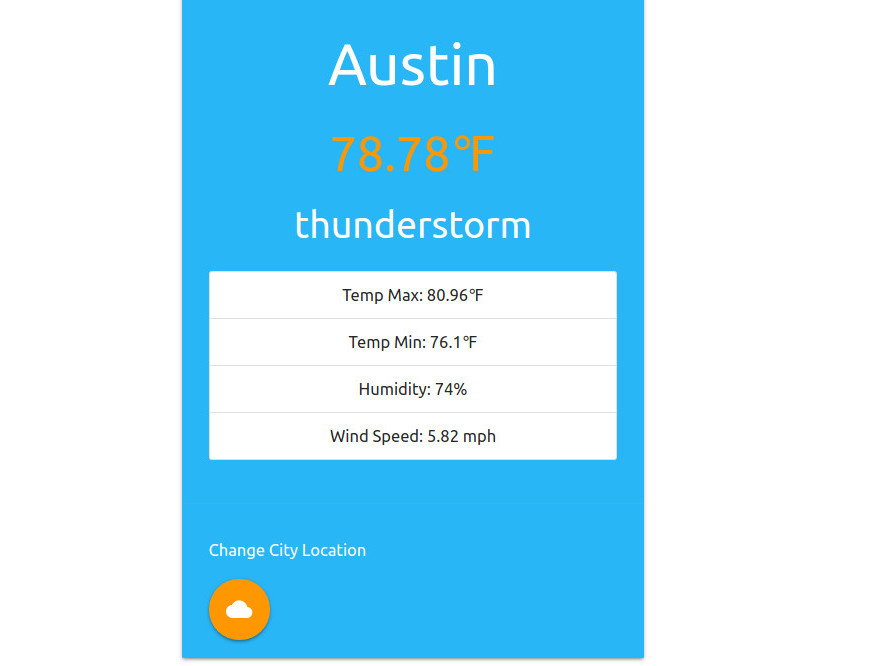 Austin
78.78℉
thunderstorm
Temp Max: 80.96℉
Temp Min: 76.1℉
Humidity: 74%
Wind Speed: 5.82 mph
Change City Location